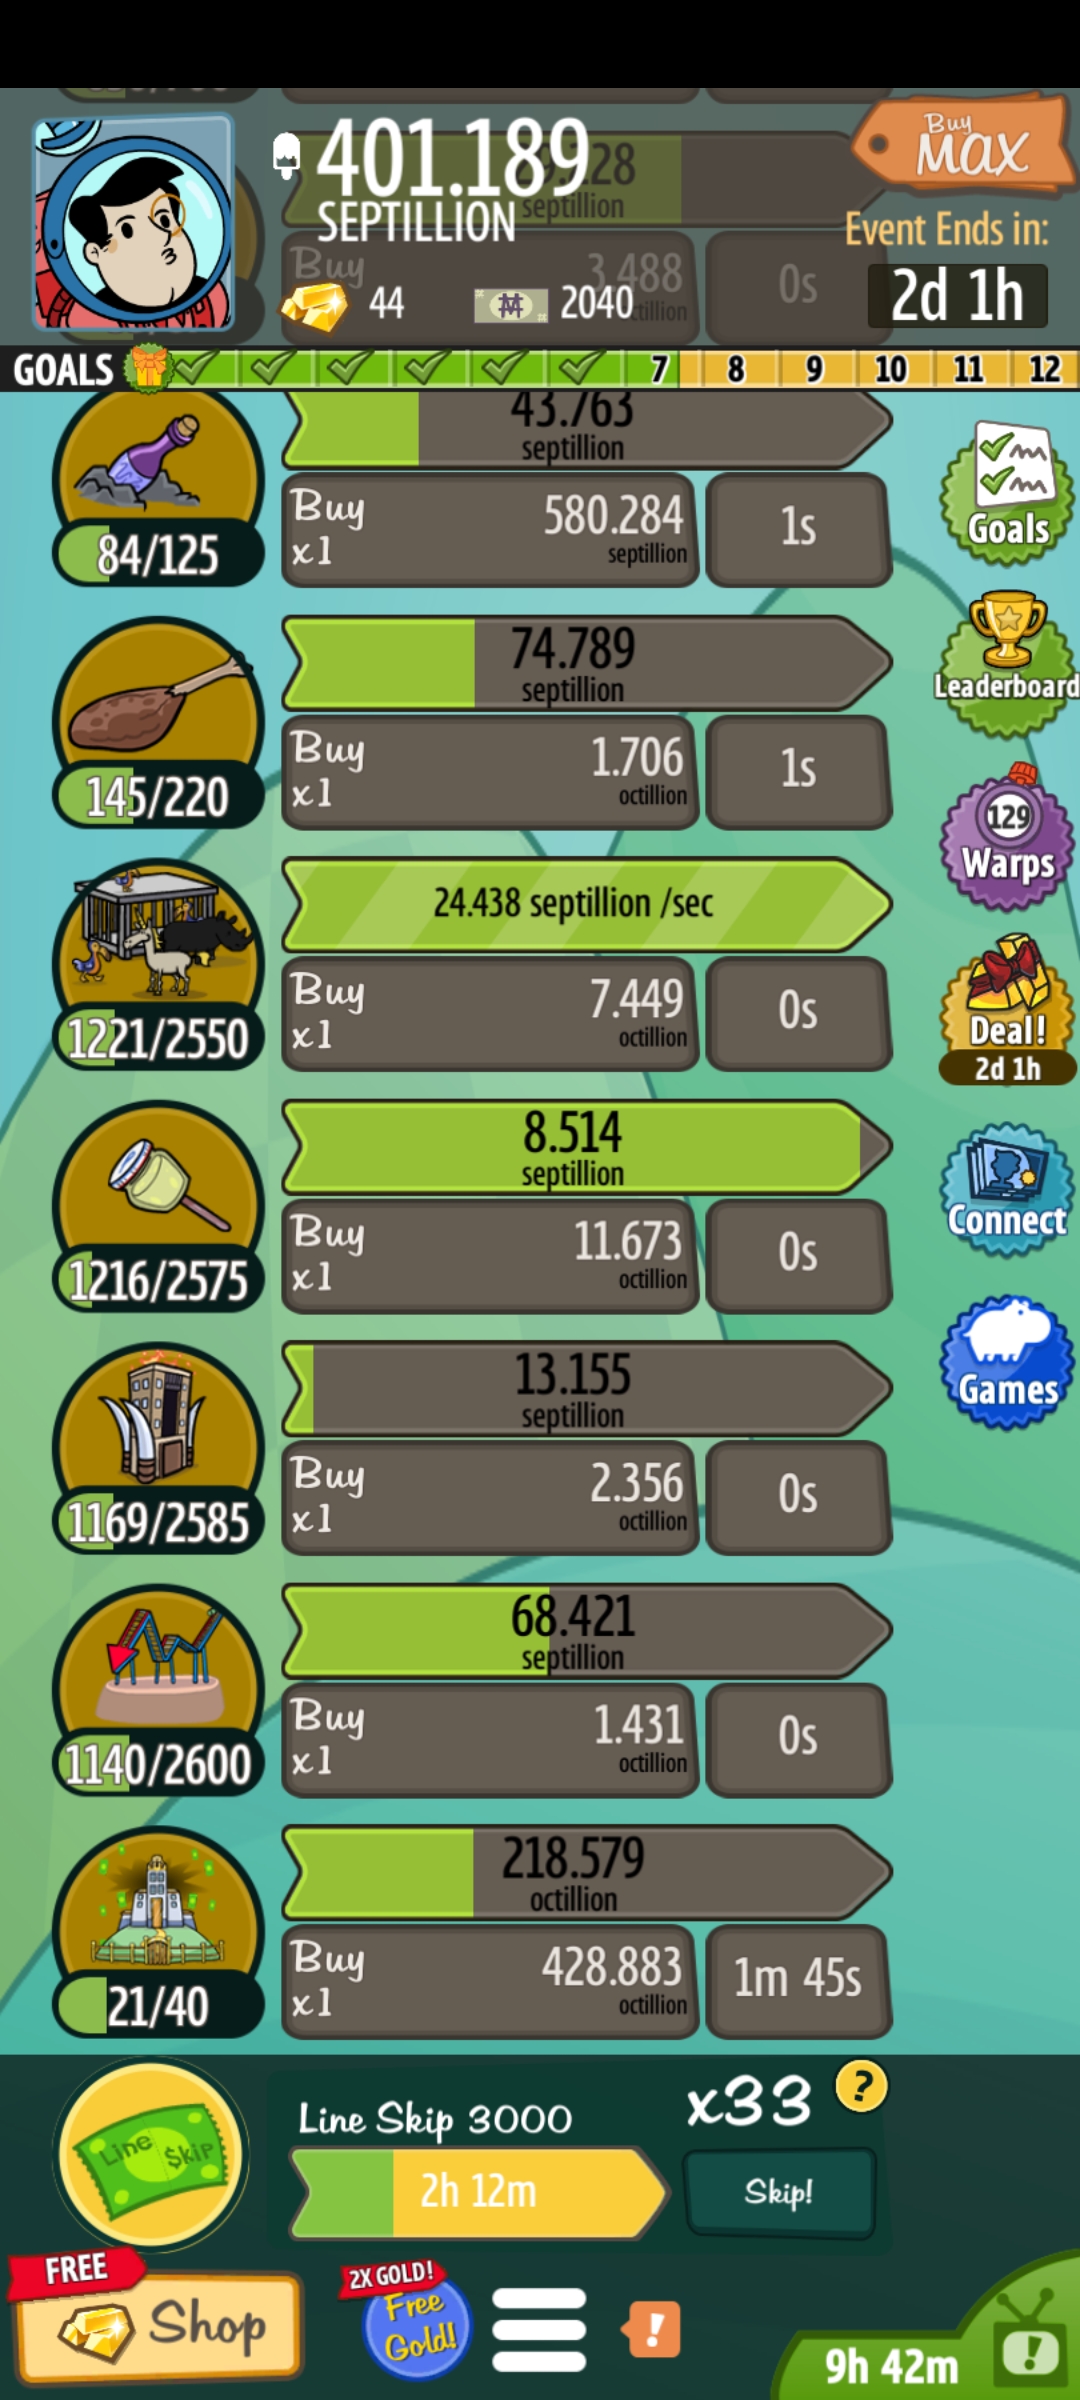 401.189
SEPTILLION
septillion
Buy
MAX
Event Ends in:
2d 1h
Buy
3.488
0s
44
2040
GOALS
7
8
9
10
11
12
43.763
septillion
Buy
x1
580.284
septillion
1s
84/125
Goals
74.789
septillion
Buy
x1
1.706
octillion
1s
145/220
Leaderboard
129
Warps
24.438 septillion /sec
Buy
x1
7.449
octillion
0s
1221/2550
Deal!
2d 1h
8.514
septillion
Buy
x1
11.673
octillion
0s
1216/2575
Connect
13.155
septillion
Buy
x1
2.356
octillion
0s
1169/2585
Games
68.421
septillion
Buy
x1
1.431
octillion
0s
1140/2600
218.579
octillion
Buy
x1
428.883
octillion
1m 45s
21/40
Line $kip
Line Skip 3000
x33
?
2h 12m
Skip!
FREE
Shop
2X GOLD!
Free
Gold!
!
9h 42m
!